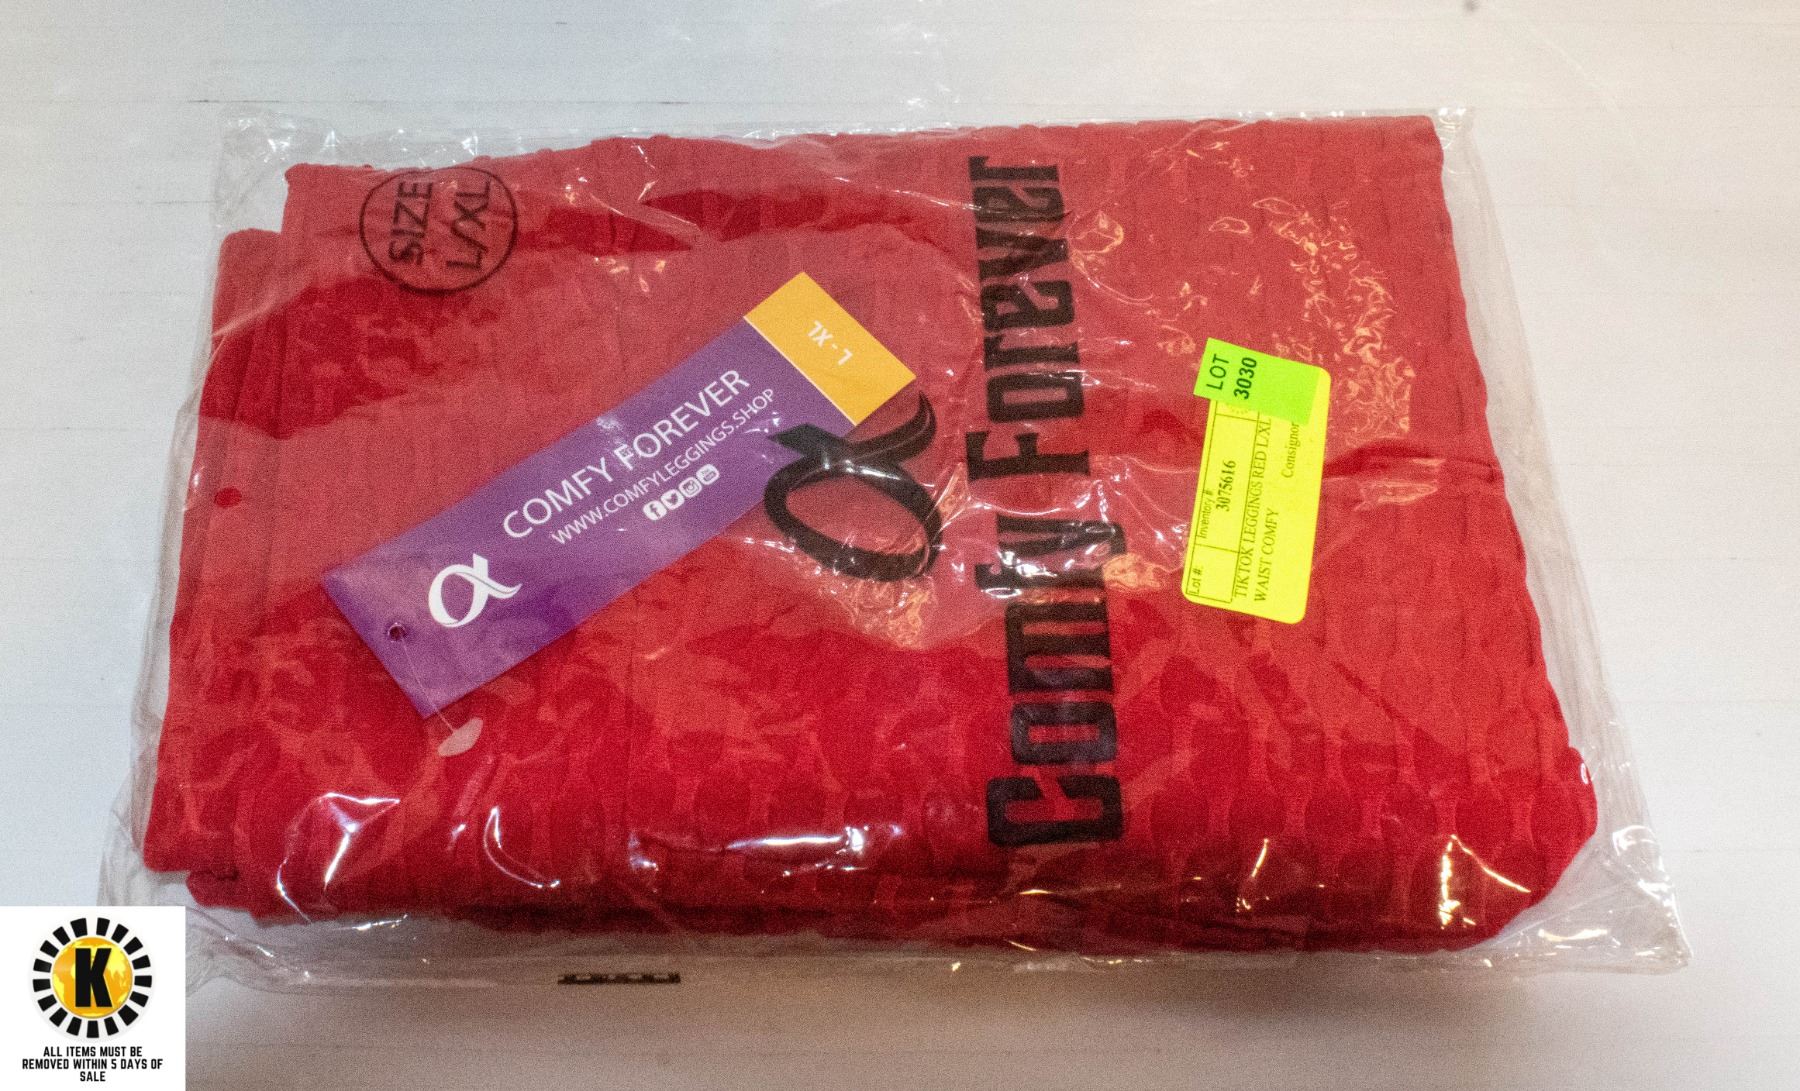 SIZE
L/XL
L - XL
COMFY FOREVER
WWW.COMFYLEGGINGS.SHOP
Comfy Forever
LOT
3030
Lot #:
Inventory #:
3075616
TIKTOK LEGGINGS RED L/XL
WAIST COMFY
Consignor
K
ALL ITEMS MUST BE
REMOVED WITHIN 5 DAYS OF
SALE